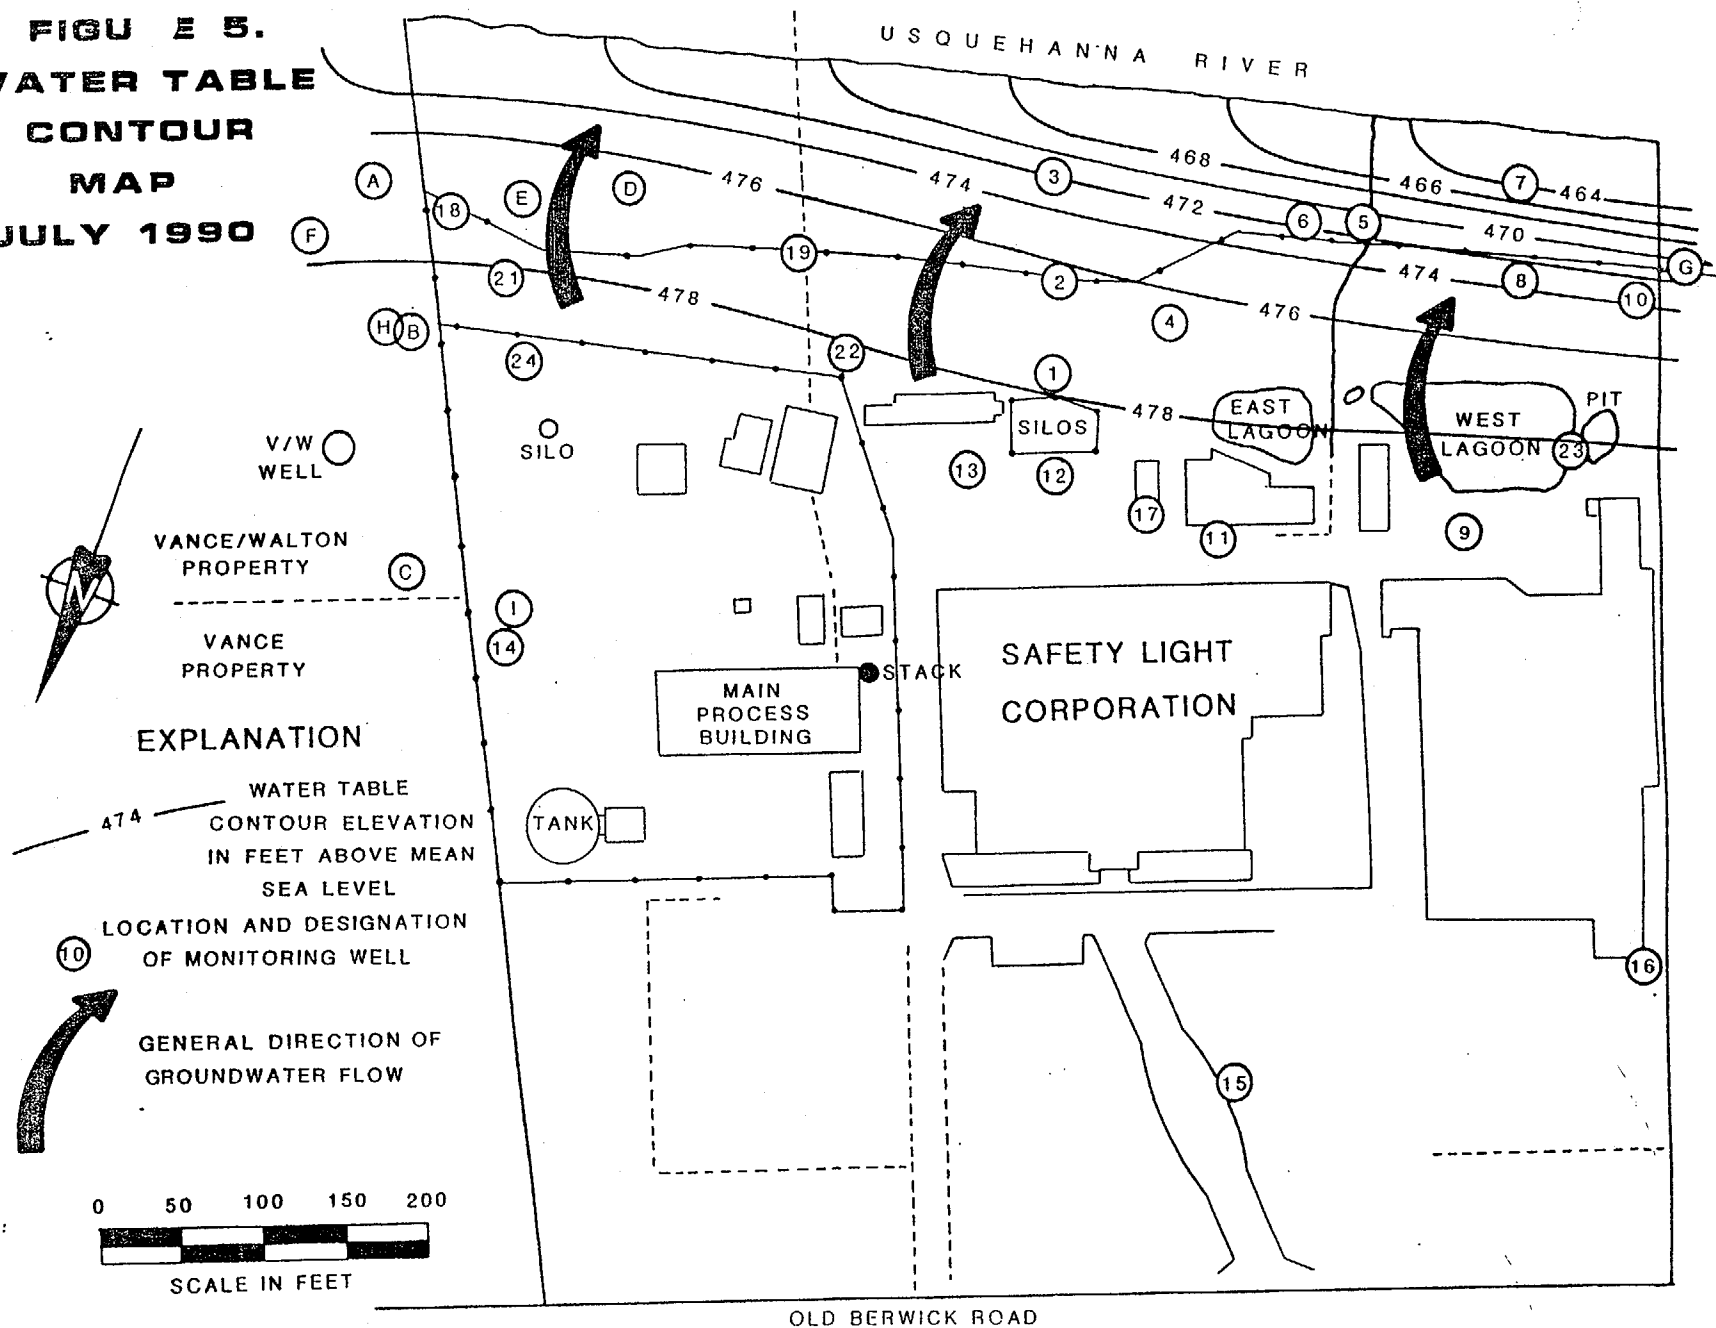 FIGU E 5.
WATER TABLE
CONTOUR
MAP
JULY 1990
USQUEHANNA RIVER
468
466
464
476
474
472
470
474
478
476
478
A
18
E
D
F
3
7
6
5
19
21
2
8
G
10
4
H
B
24
22
1
SILO
SILOS
EAST
LAGOON
WEST
LAGOON
PIT
23
13
12
17
11
9
V/W
WELL
VANCE/WALTON
PROPERTY
C
N
I
14
VANCE
PROPERTY
STACK
MAIN
PROCESS
BUILDING
SAFETY LIGHT
CORPORATION
TANK
16
15
EXPLANATION
474
WATER TABLE
CONTOUR ELEVATION
IN FEET ABOVE MEAN
SEA LEVEL
10
LOCATION AND DESIGNATION
OF MONITORING WELL
GENERAL DIRECTION OF
GROUNDWATER FLOW
0 50 100 150 200
SCALE IN FEET
OLD BERWICK ROAD